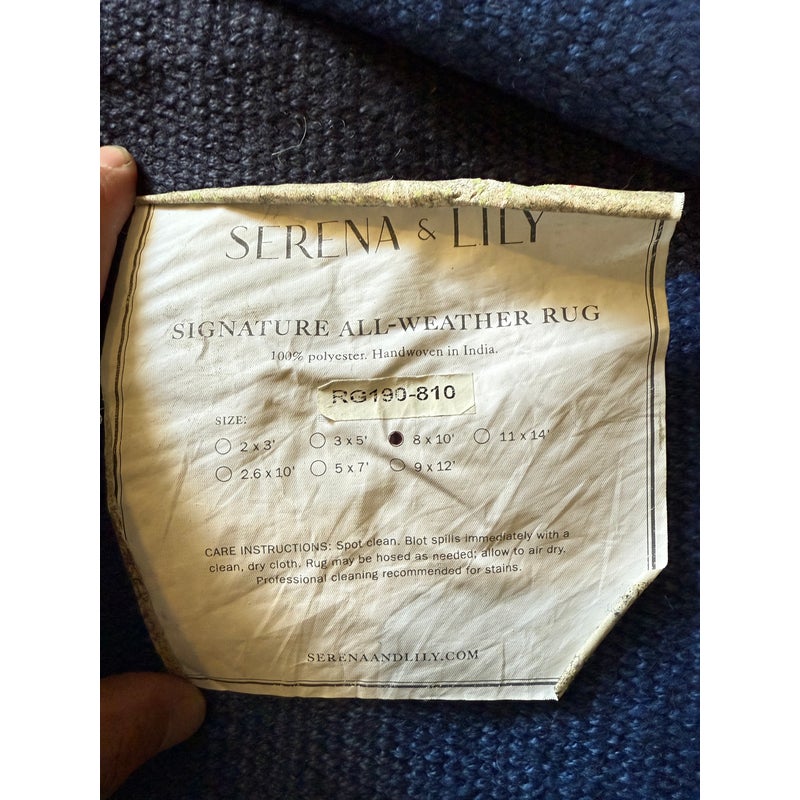 SERENA & LILY
SIGNATURE ALL-WEATHER RUG
100% polyester. Handwoven in India.
RG190-810
SIZE:
2 x 3' 3 x 5' 8 x 10' 11 x 14'
2.6 x 10' 5 x 7' 9 x 12'
CARE INSTRUCTIONS: Spot clean. Blot spills immediately with a
clean, dry cloth. Rug may be hosed as needed; allow to air dry.
Professional cleaning recommended for stains.
SERENAANDLILY.COM